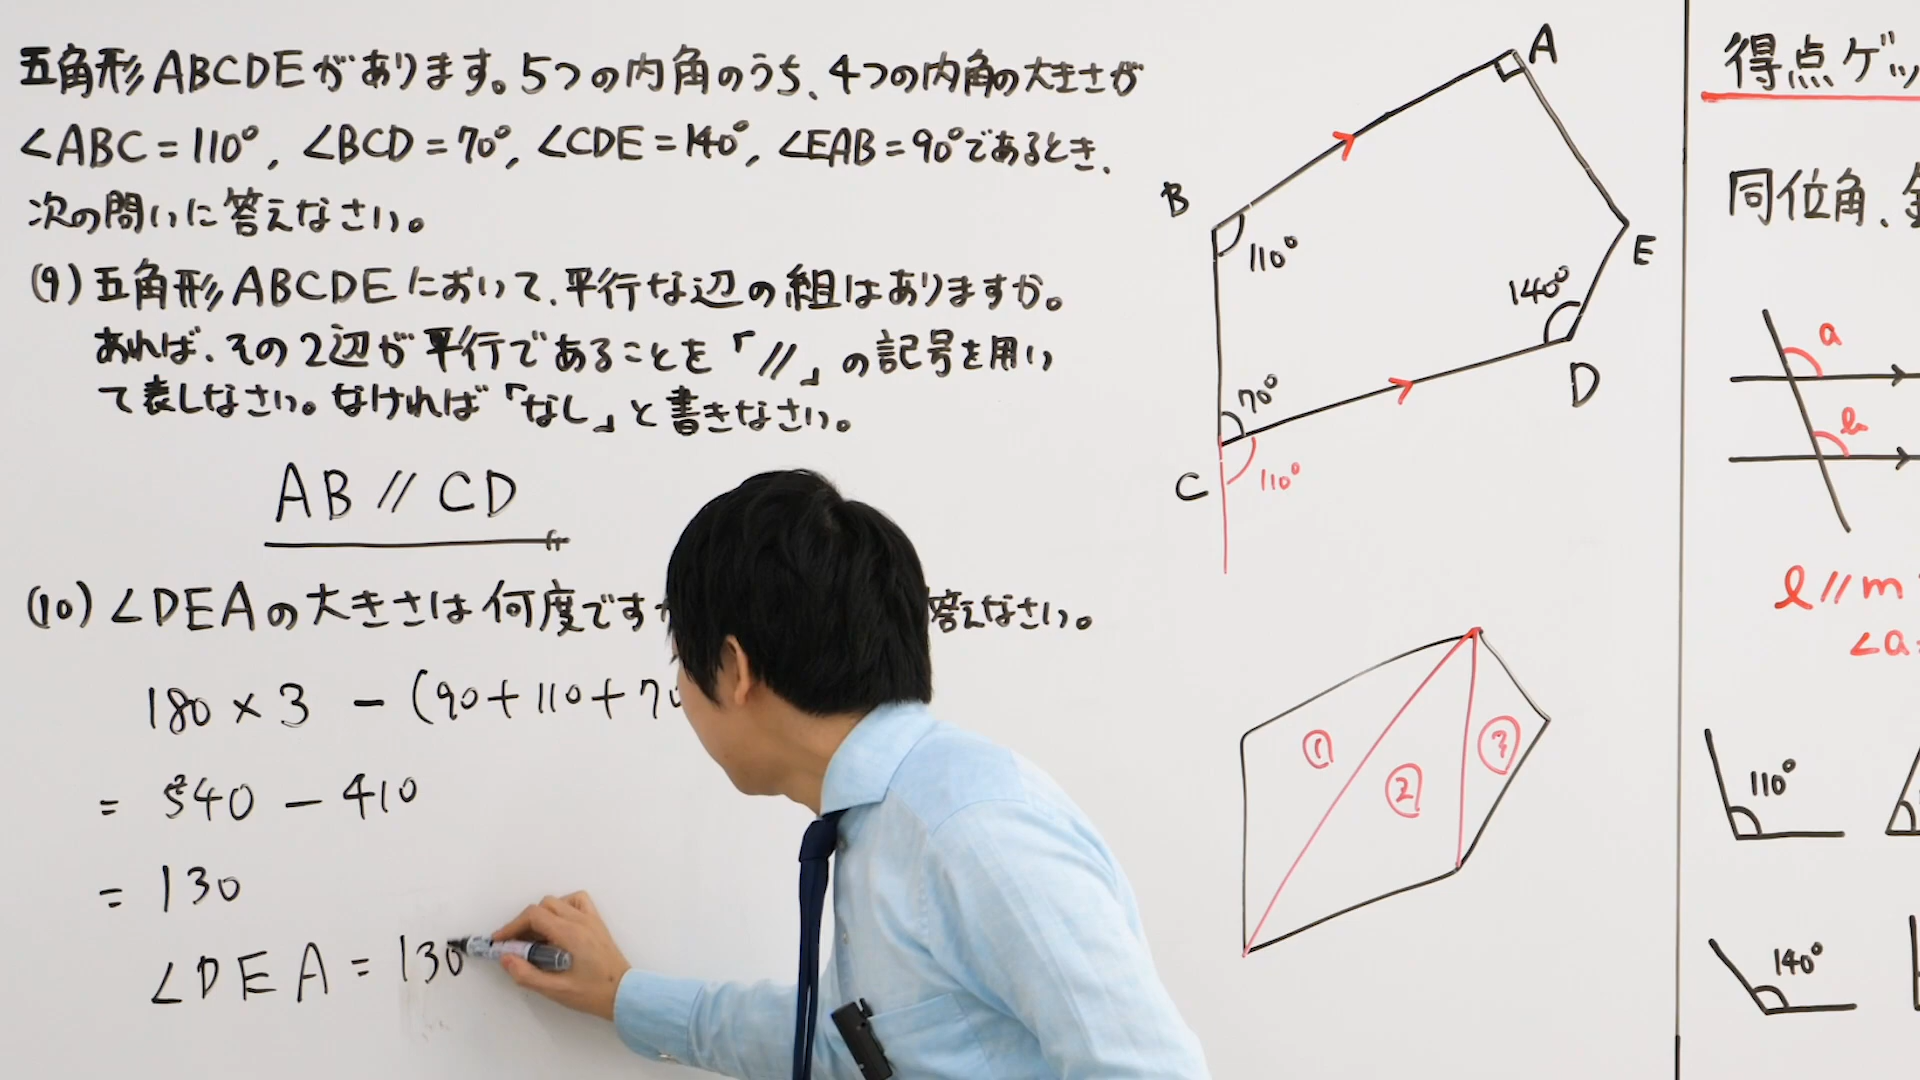 五角形ABCDEがあります。5つの内角のうち、4つの内角の大きさが
∠ABC=110°, ∠BCD=70°, ∠CDE=140°, ∠EAB=90°であるとき、
次の問いに答えなさい。
(9) 五角形ABCDEにおいて、平行な辺の組はありますか。
あれば、その2辺が平行であることを「//」の記号を用い
て表しなさい。なければ「なし」と書きなさい。
AB // CD
(10) ∠DEAの大きさは何度です
答えなさい。
180 × 3 - (90+110+70
= 540 - 410
= 130
∠DEA=130
A
B
110°
E
140°
D
70°
C
110°
①
②
③
得点ゲッ
同位角、
a
b
l // m
∠a=
110°
140°